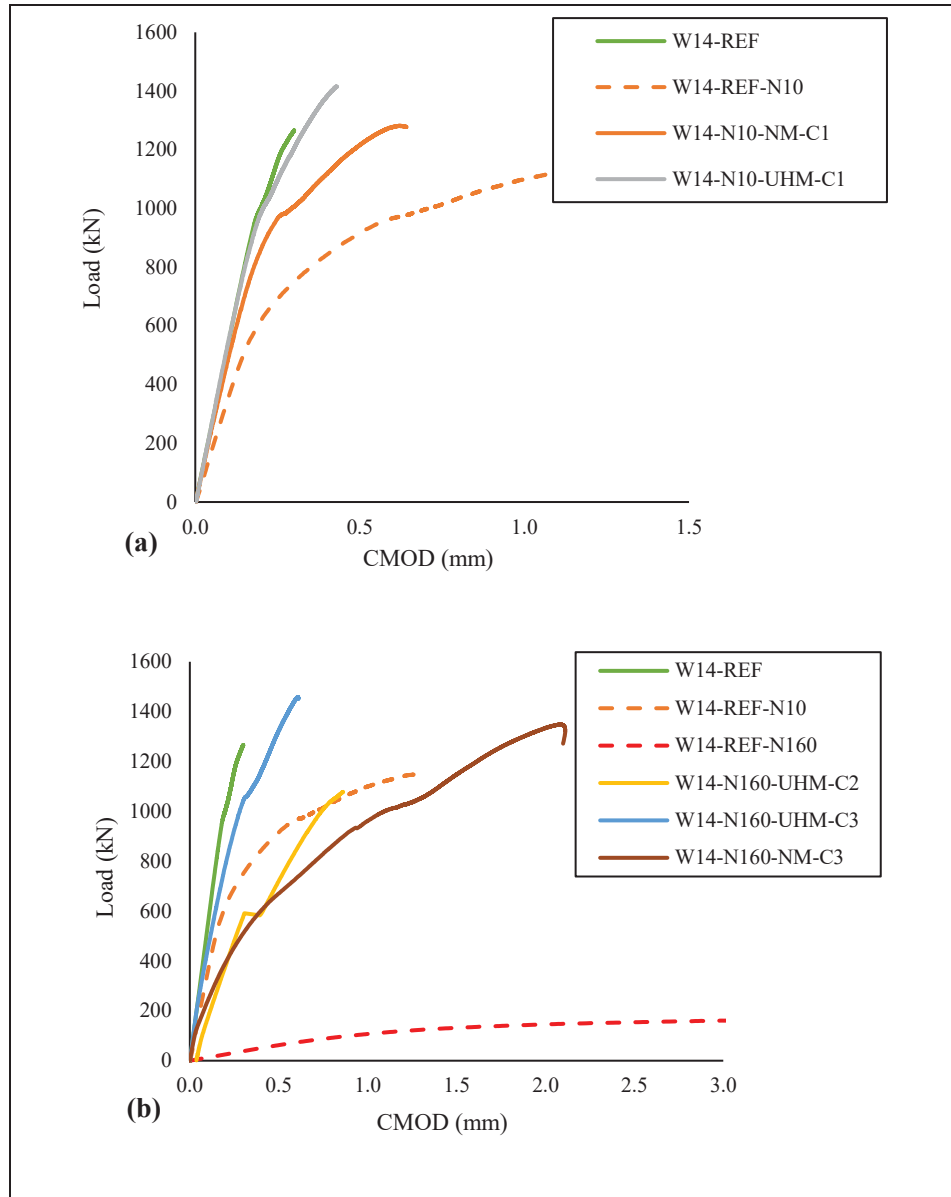 1600
1400
1200
1000
800
600
400
200
0
Load (kN)
0.0 0.5 1.0 1.5
CMOD (mm)
(a)
W14-REF
W14-REF-N10
W14-N10-NM-C1
W14-N10-UHM-C1
1600
1400
1200
1000
800
600
400
200
0
Load (kN)
0.0 0.5 1.0 1.5 2.0 2.5 3.0
CMOD (mm)
(b)
W14-REF
W14-REF-N10
W14-REF-N160
W14-N160-UHM-C2
W14-N160-UHM-C3
W14-N160-NM-C3